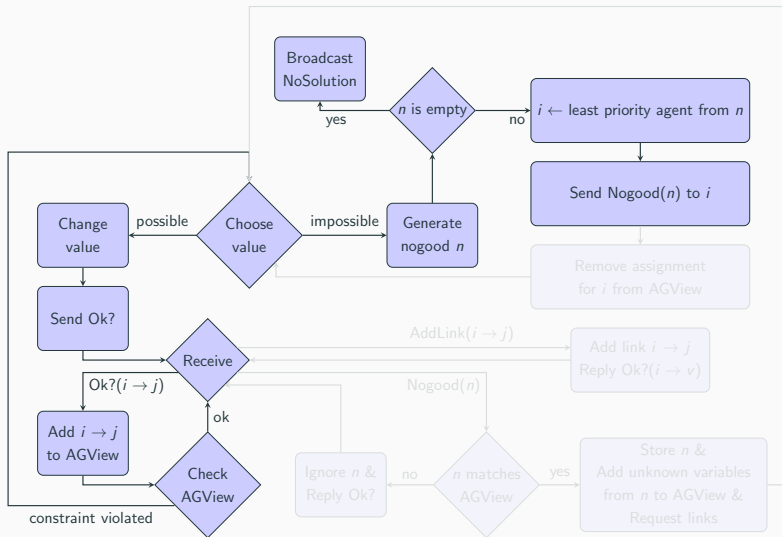 Broadcast
NoSolution
n is empty
yes
no
i ← least priority agent from n
Send Nogood(n) to i
Change
value
possible
Choose
value
impossible
Generate
nogood n
Remove assignment
for i from AGView
Send Ok?
Receive
AddLink(i → j)
Add link i → j
Reply Ok?(i → v)
Ok?(i → j)
Nogood(n)
ok
Add i → j
to AGView
Check
AGView
Ignore n &
Reply Ok?
no
n matches
AGView
yes
Store n &
Add unknown variables
from n to AGView &
Request links
constraint violated